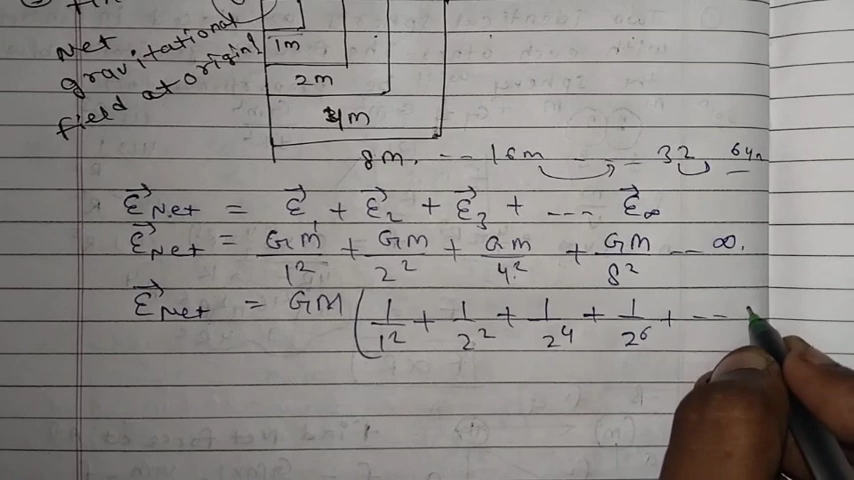 Net
gravitational
field at origin!
1m
2m
4m
8m. --- 16m --- 32 64m
ε⃗Net = ε⃗1 + ε⃗2 + ε⃗3 + ---- ε⃗∞
ε⃗Net = GM/1² + GM/2² + GM/4² + GM/8² --- ∞.
ε⃗Net = GM ( 1/1² + 1/2² + 1/2⁴ + 1/2⁶ + ---